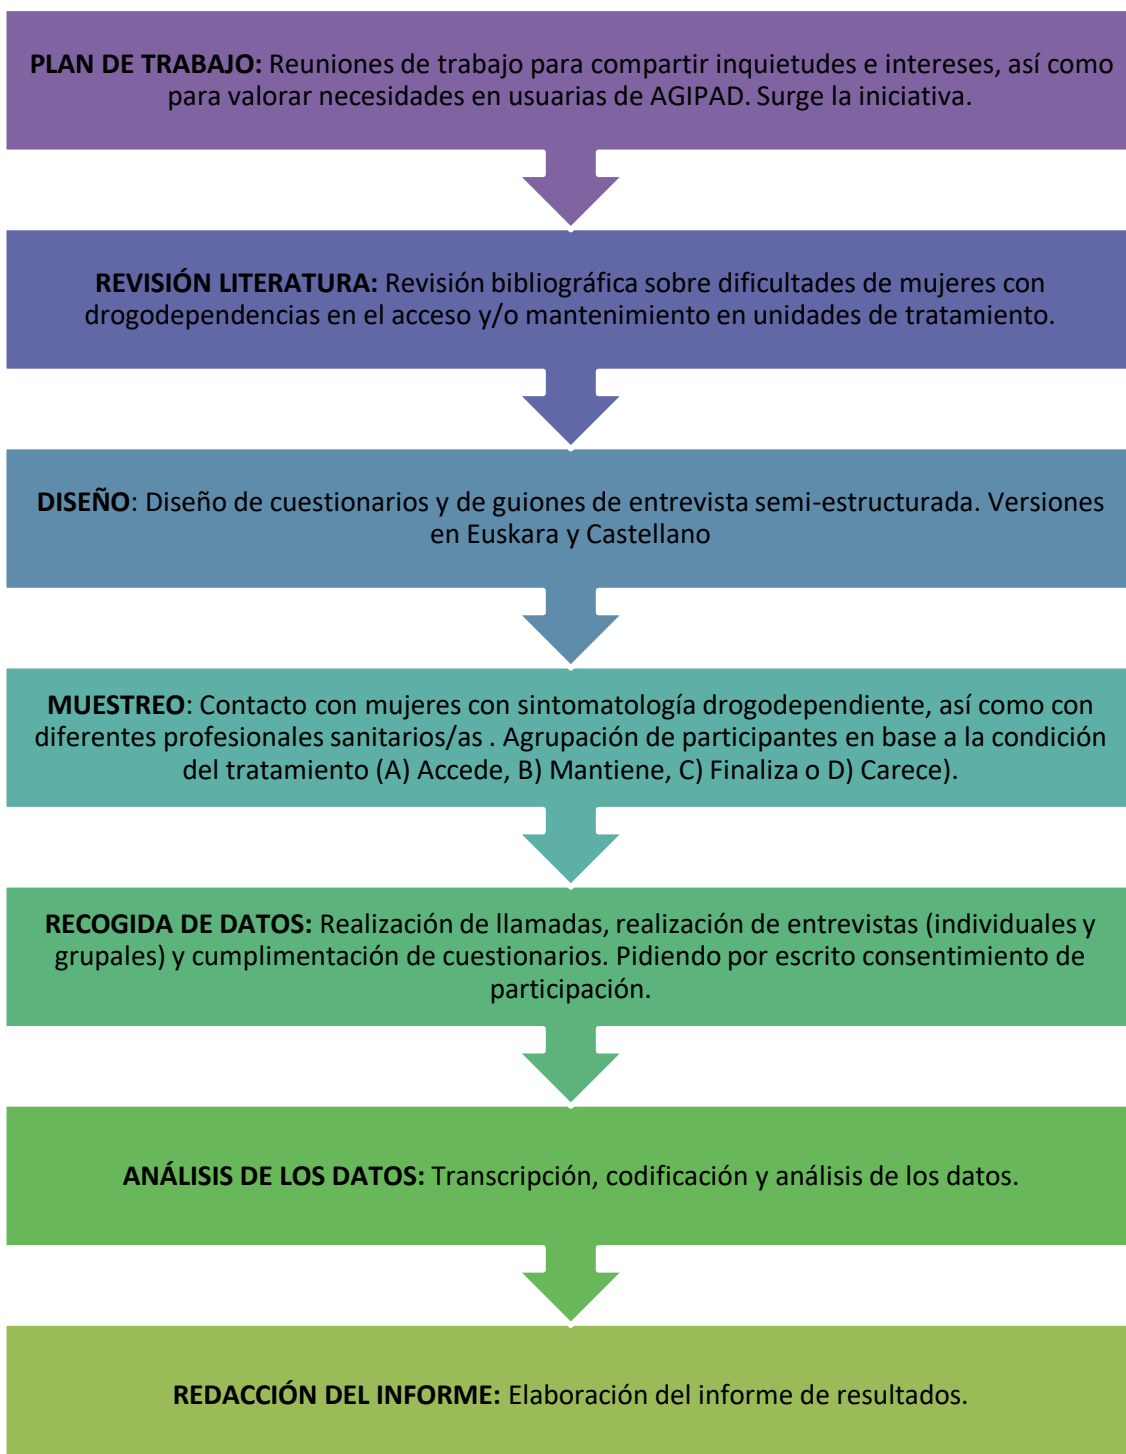 PLAN DE TRABAJO: Reuniones de trabajo para compartir inquietudes e intereses, así como
para valorar necesidades en usuarias de AGIPAD. Surge la iniciativa.
REVISIÓN LITERATURA: Revisión bibliográfica sobre dificultades de mujeres con
drogodependencias en el acceso y/o mantenimiento en unidades de tratamiento.
DISEÑO: Diseño de cuestionarios y de guiones de entrevista semi-estructurada. Versiones
en Euskara y Castellano
MUESTREO: Contacto con mujeres con sintomatología drogodependiente, así como con
diferentes profesionales sanitarios/as . Agrupación de participantes en base a la condición
del tratamiento (A) Accede, B) Mantiene, C) Finaliza o D) Carece).
RECOGIDA DE DATOS: Realización de llamadas, realización de entrevistas (individuales y
grupales) y cumplimentación de cuestionarios. Pidiendo por escrito consentimiento de
participación.
ANÁLISIS DE LOS DATOS: Transcripción, codificación y análisis de los datos.
REDACCIÓN DEL INFORME: Elaboración del informe de resultados.